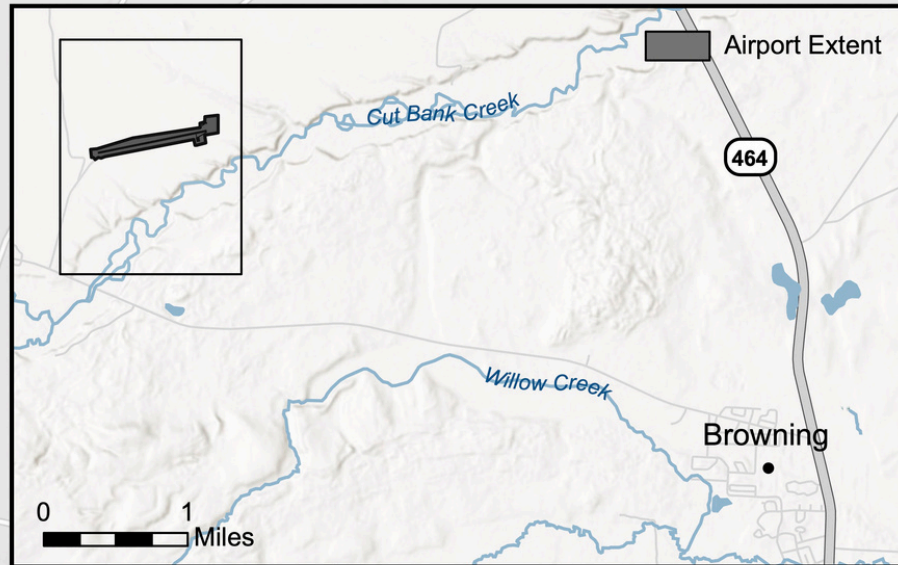 Airport Extent
Cut Bank Creek
464
Willow Creek
Browning
0 1
Miles